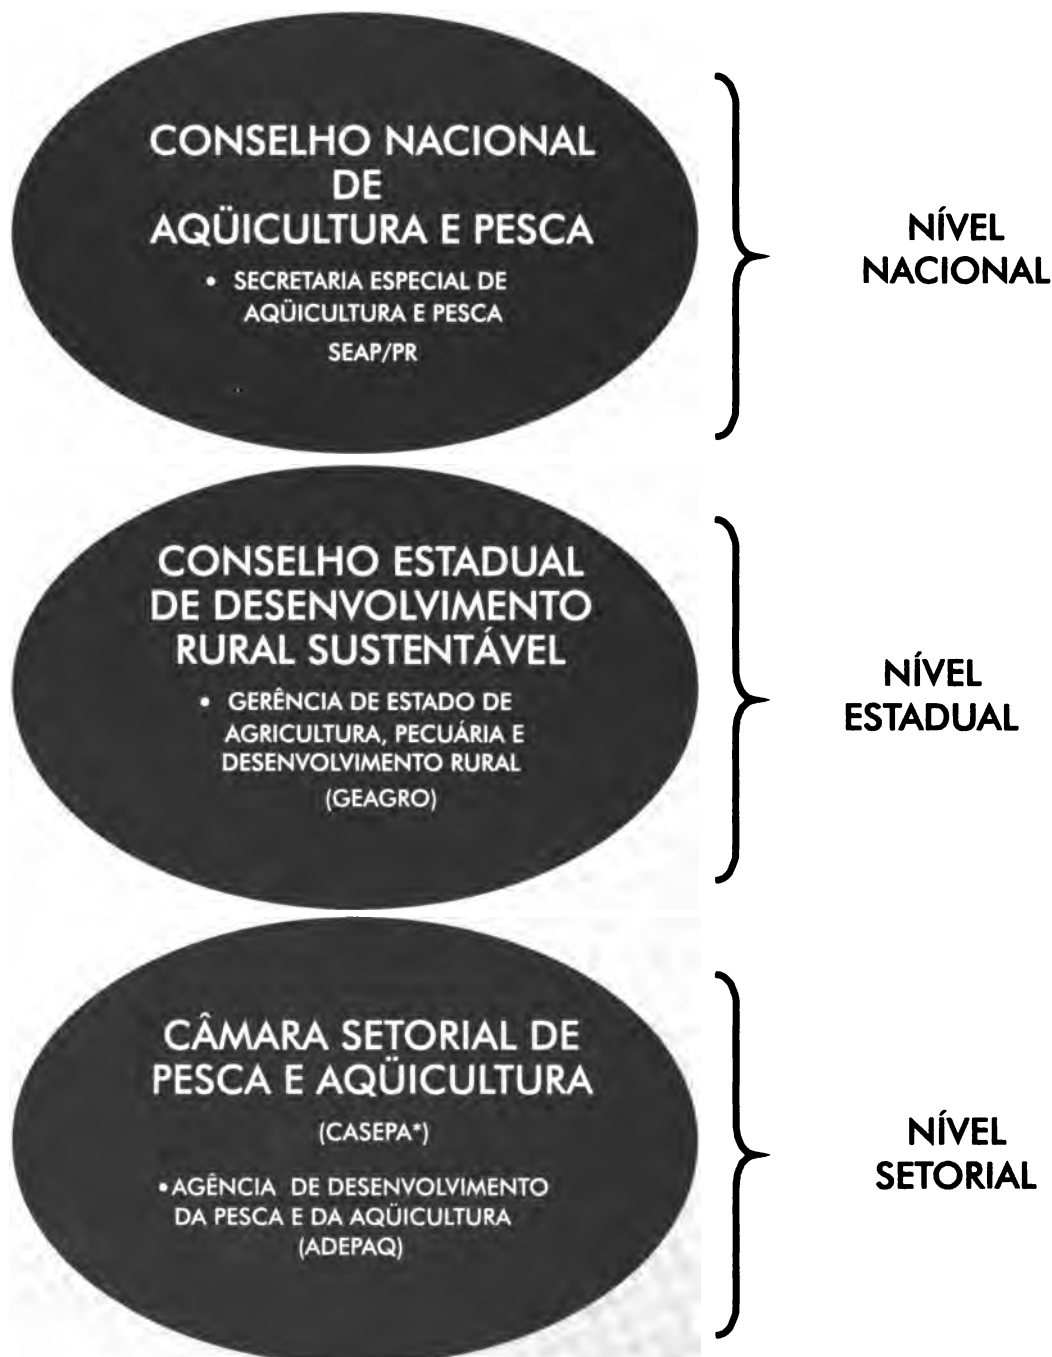 CONSELHO NACIONAL
DE
AQÜICULTURA E PESCA
• SECRETARIA ESPECIAL DE
AQÜICULTURA E PESCA
SEAP/PR
NÍVEL
NACIONAL
CONSELHO ESTADUAL
DE DESENVOLVIMENTO
RURAL SUSTENTÁVEL
• GERÊNCIA DE ESTADO DE
AGRICULTURA, PECUÁRIA E
DESENVOLVIMENTO RURAL
(GEAGRO)
NÍVEL
ESTADUAL
CÂMARA SETORIAL DE
PESCA E AQÜICULTURA
(CASEPA*)
• AGÊNCIA DE DESENVOLVIMENTO
DA PESCA E DA AQÜICULTURA
(ADEPAQ)
NÍVEL
SETORIAL